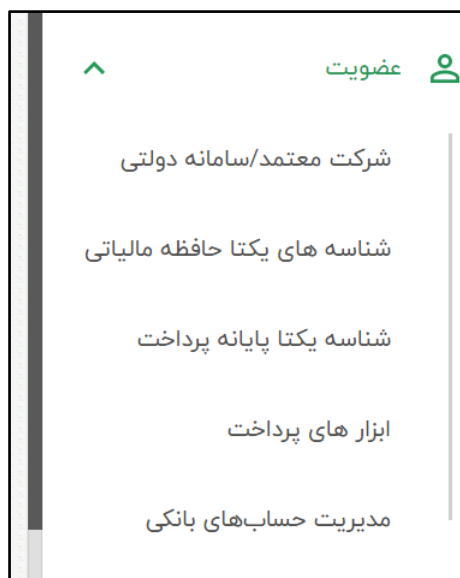 عضویت
شرکت معتمد/سامانه دولتی
شناسه های یکتا حافظه مالیاتی
شناسه یکتا پایانه پرداخت
ابزار های پرداخت
مدیریت حساب‌های بانکی